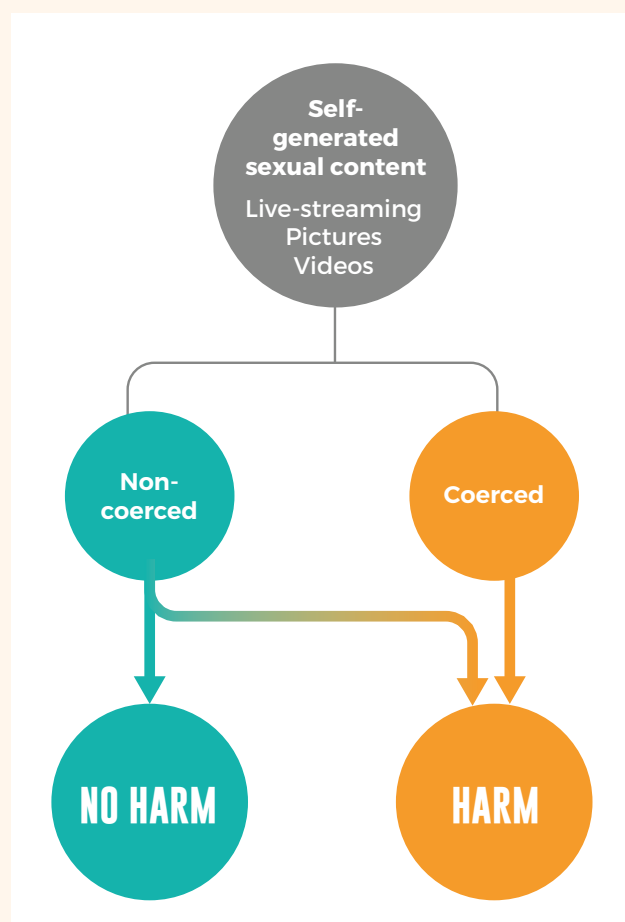 Self-
generated
sexual content
Live-streaming
Pictures
Videos
Non-
coerced
Coerced
NO HARM
HARM